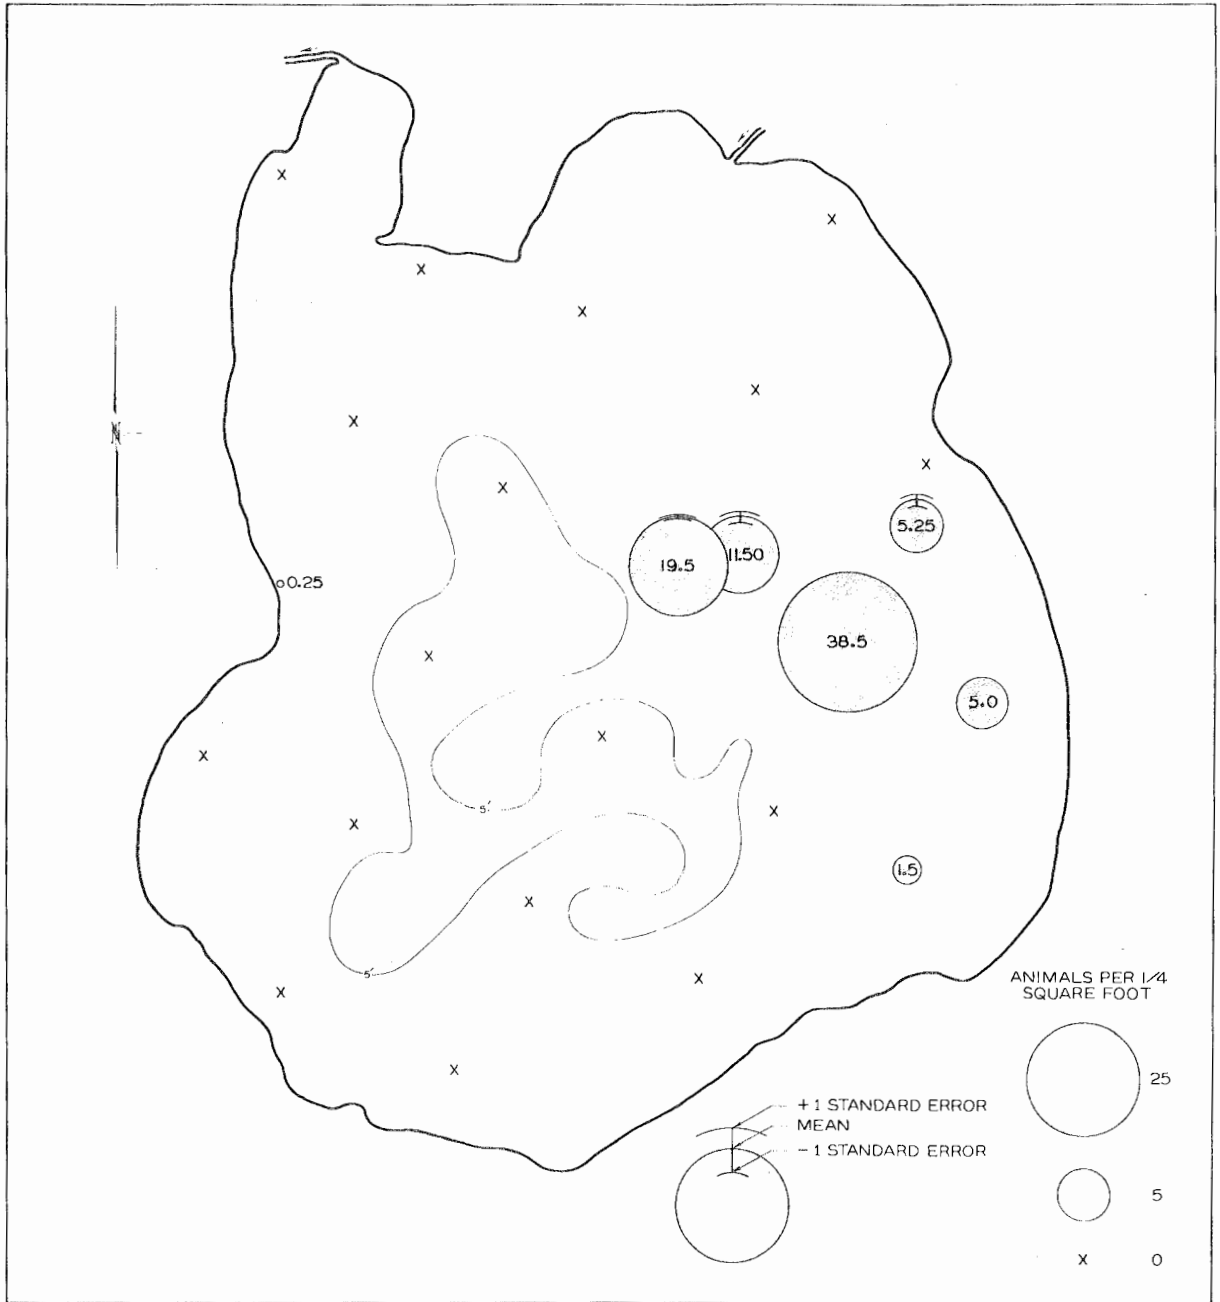 N
5.25
11.50
19.5
0.25
38.5
5.0
5'
1.5
5'
ANIMALS PER 1/4
SQUARE FOOT
25
+ 1 STANDARD ERROR
MEAN
- 1 STANDARD ERROR
5
X 0